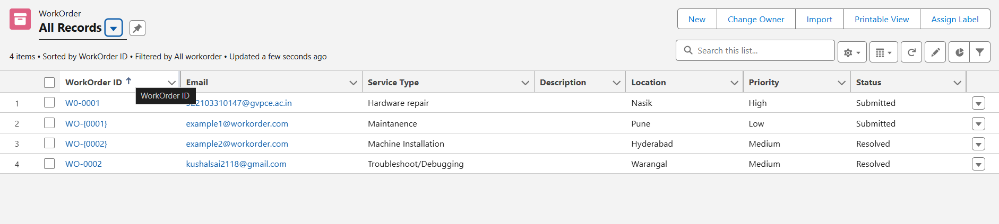 WorkOrder
All Records
New Change Owner Import Printable View Assign Label
4 items • Sorted by WorkOrder ID • Filtered by All workorder • Updated a few seconds ago
Search this list...
WorkOrder ID Email Service Type Description Location Priority Status
WorkOrder ID
1 W0-0001 322103310147@gvpce.ac.in Hardware repair Nasik High Submitted
2 WO-{0001} example1@workorder.com Maintanence Pune Low Submitted
3 WO-{0002} example2@workorder.com Machine Installation Hyderabad Medium Resolved
4 WO-0002 kushalsai2118@gmail.com Troubleshoot/Debugging Warangal Medium Resolved